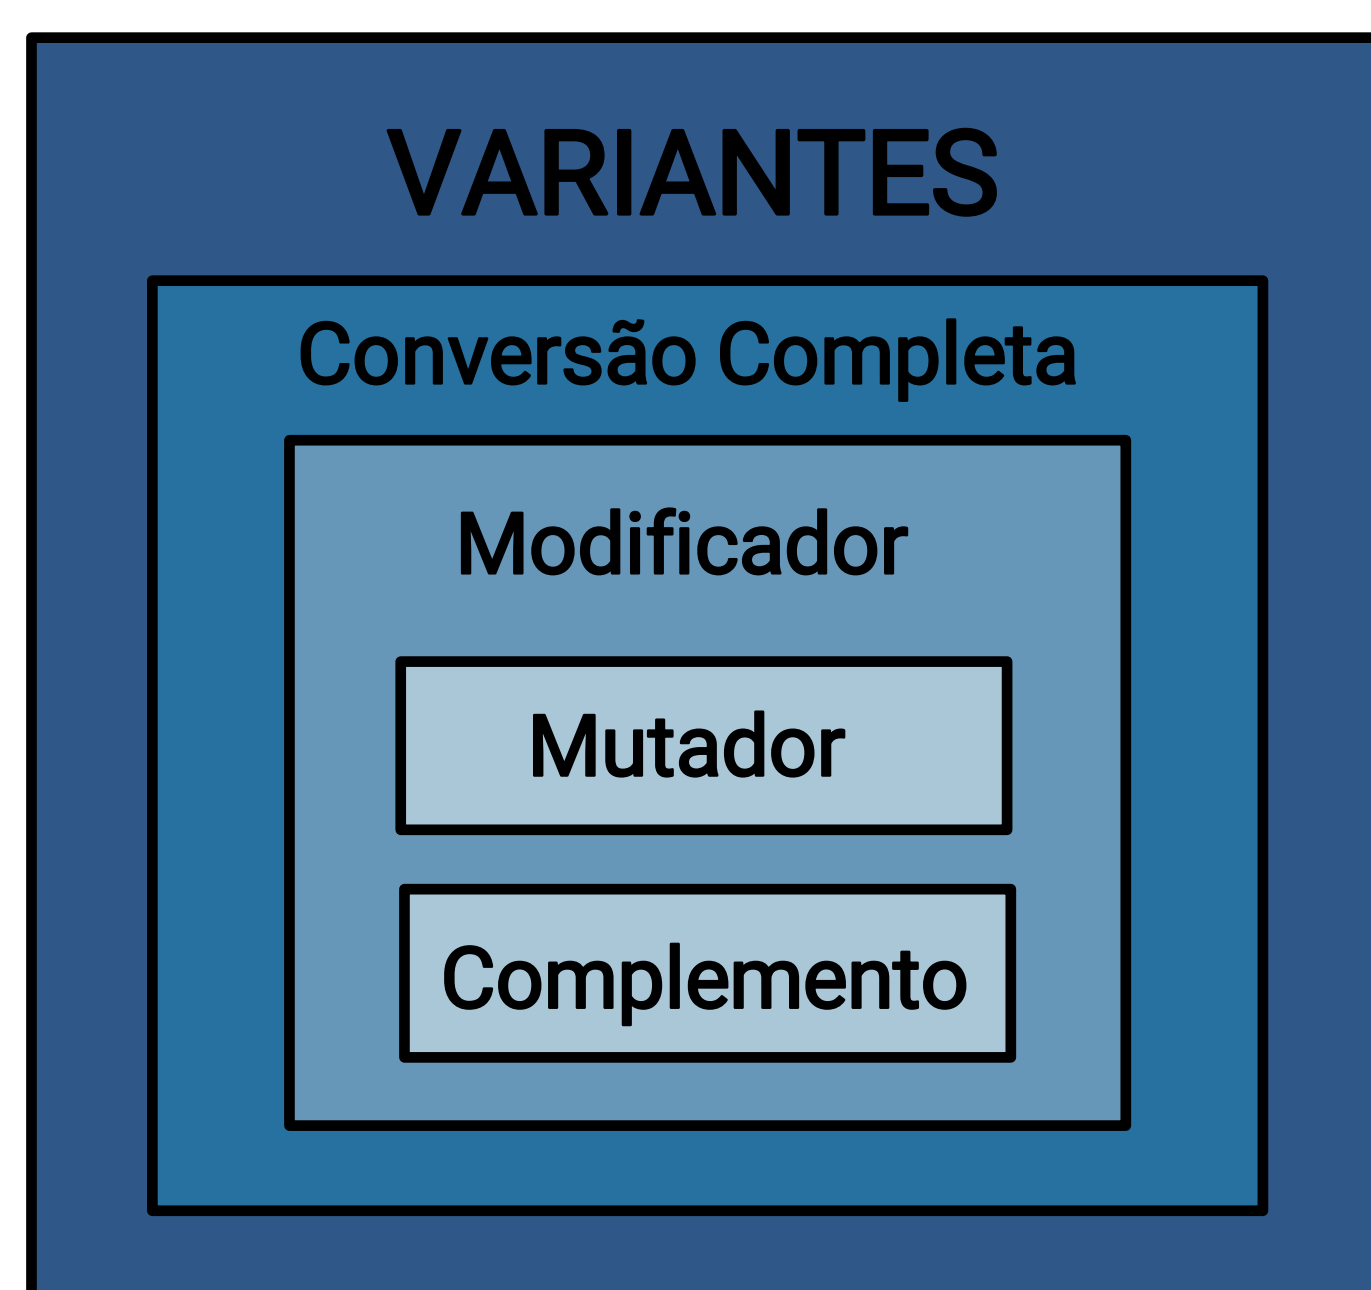 VARIANTES
Conversão Completa
Modificador
Mutador
Complemento